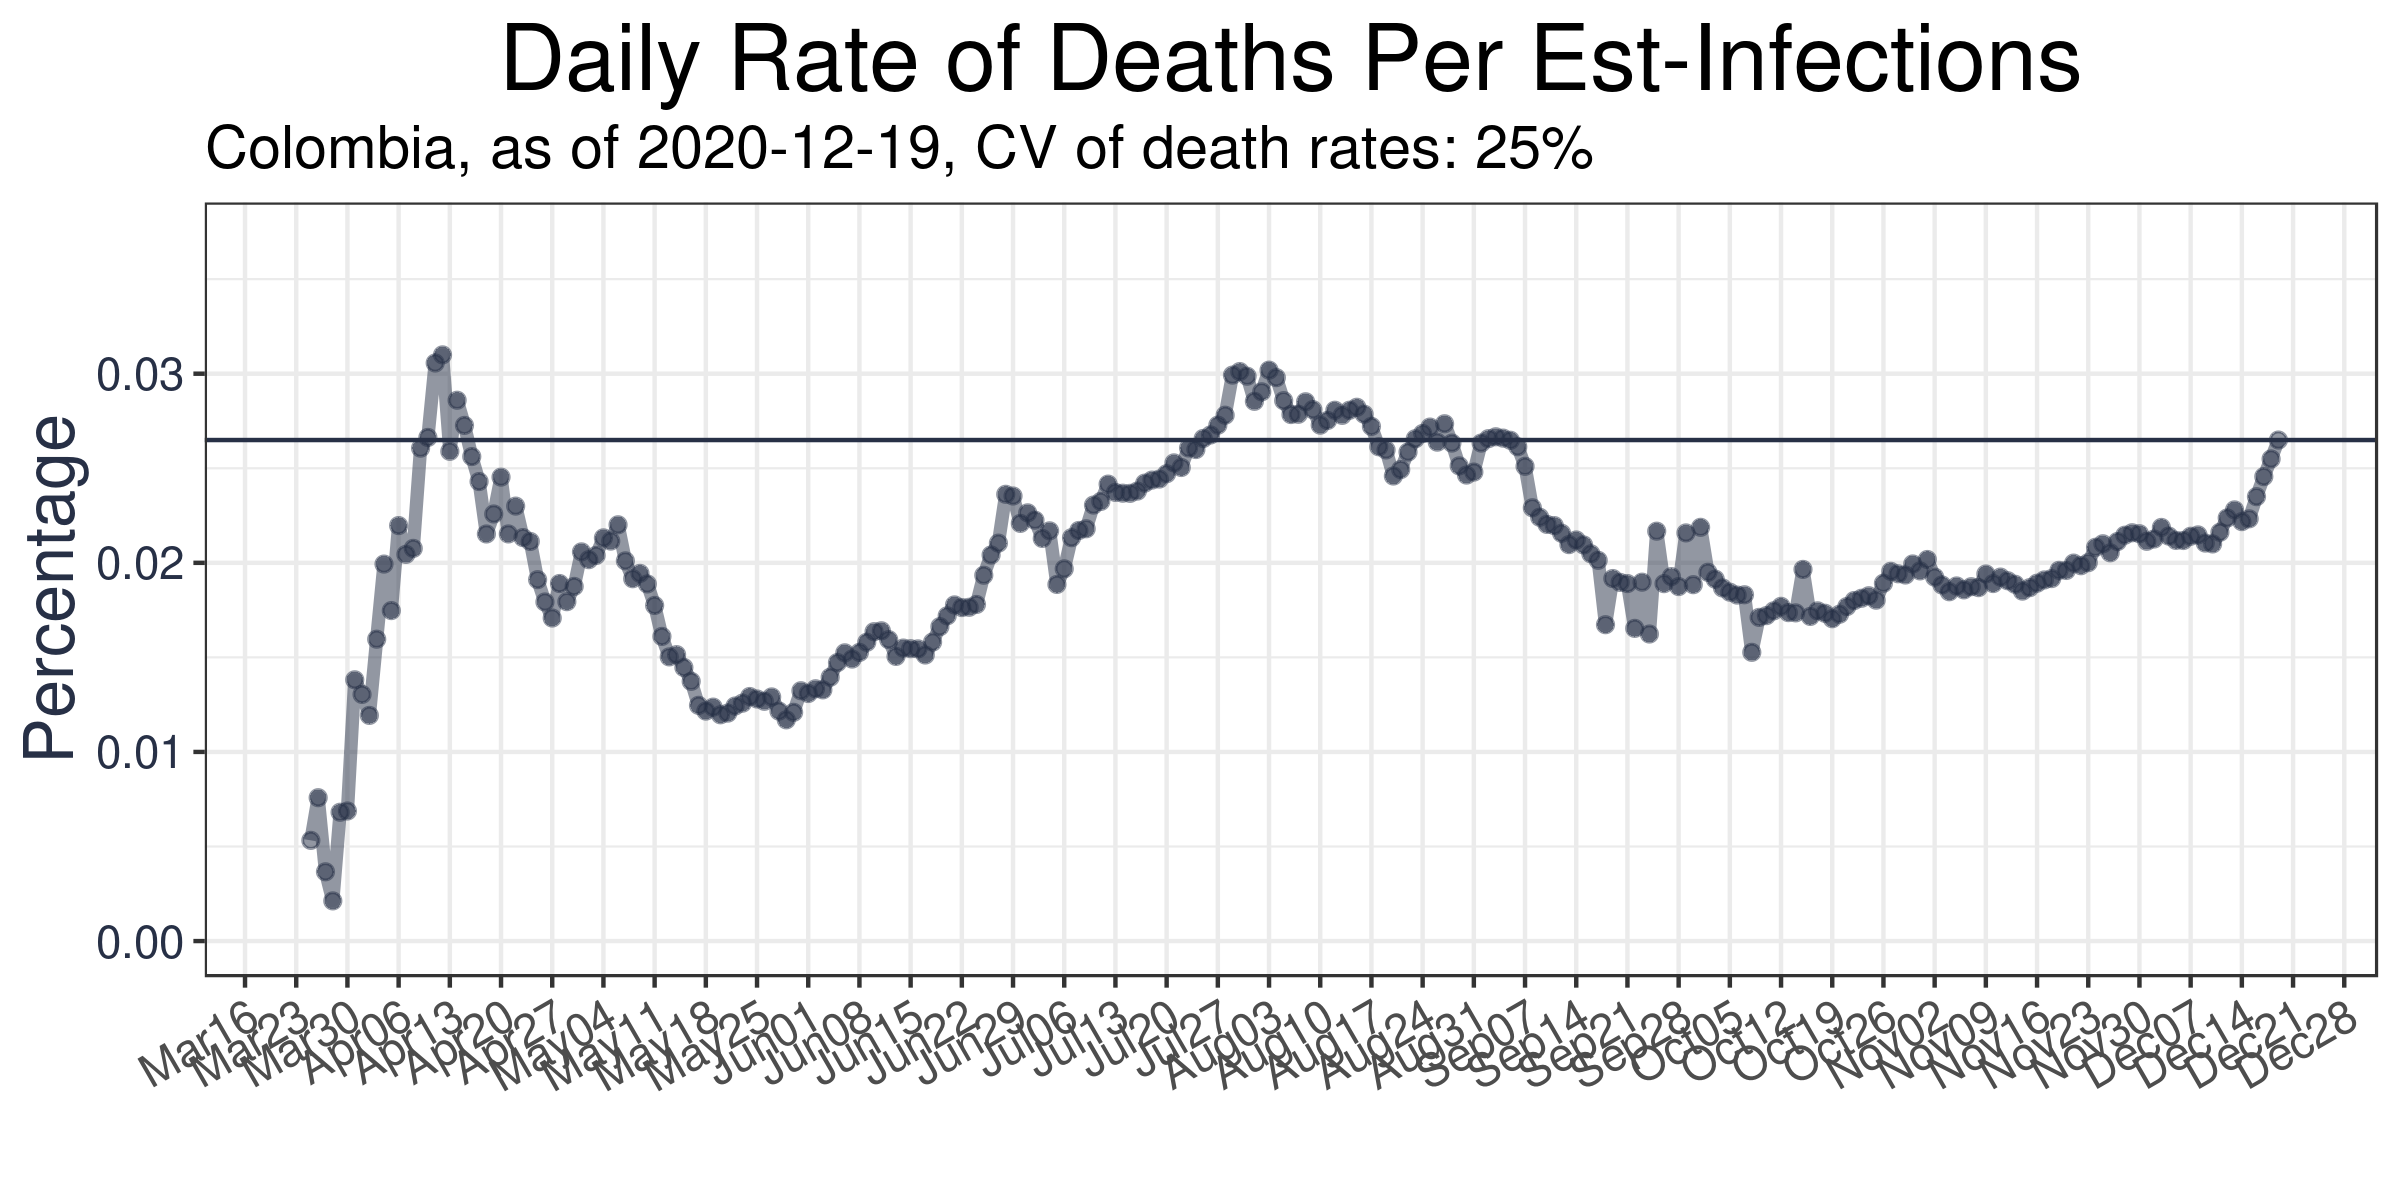 Daily Rate of Deaths Per Est-Infections
Colombia, as of 2020-12-19, CV of death rates: 25%
Percentage
0.03
0.02
0.01
0.00
Mar16
Mar23
Mar30
Apr06
Apr13
Apr20
Apr27
May04
May11
May18
May25
Jun01
Jun08
Jun15
Jun22
Jun29
Jul06
Jul13
Jul20
Jul27
Aug03
Aug10
Aug17
Aug24
Aug31
Sep07
Sep14
Sep21
Sep28
Oct05
Oct12
Oct19
Oct26
Nov02
Nov09
Nov16
Nov23
Nov30
Dec07
Dec14
Dec21
Dec28